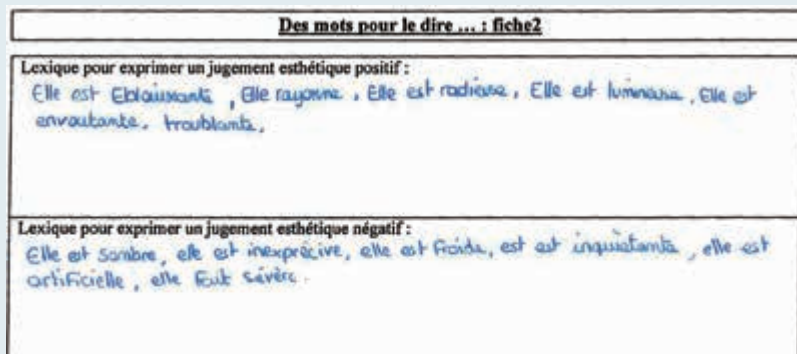 Des mots pour le dire ... : fiche2
Lexique pour exprimer un jugement esthétique positif :
Elle est Eblouissante, Elle rayonne, Elle est radieuse, Elle est lumineuse, Elle est
envoutante, troublante,
Lexique pour exprimer un jugement esthétique négatif :
Elle est sombre, elle est inexprécive, elle est froide, est est inquietante, elle est
artificielle, elle fait sévère.